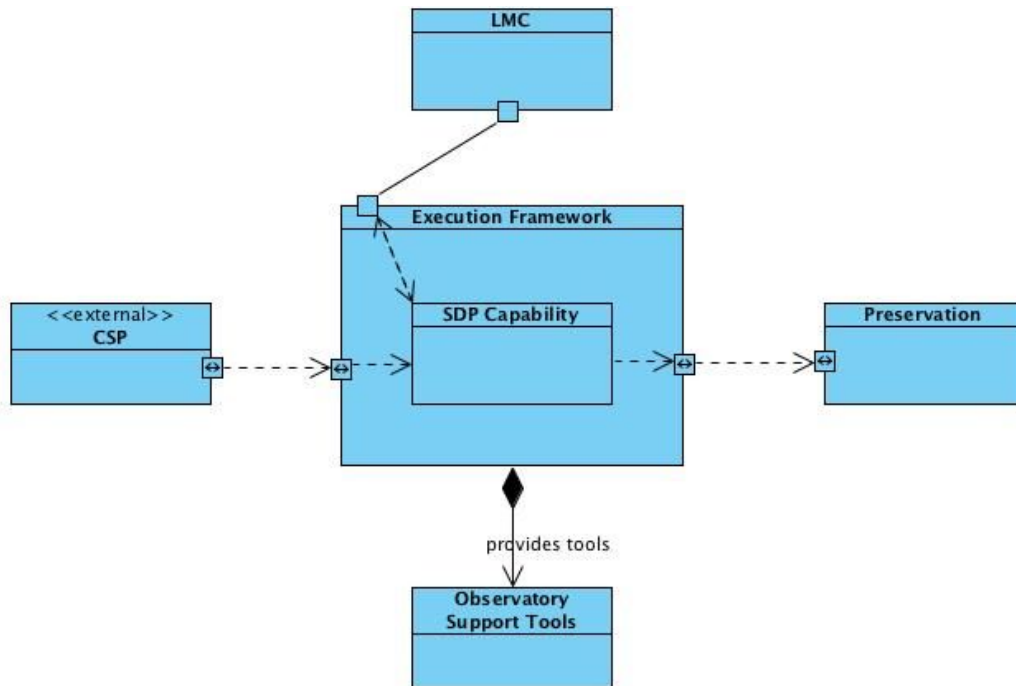 LMC
Execution Framework
<<external>>
CSP
SDP Capability
Preservation
provides tools
Observatory
Support Tools